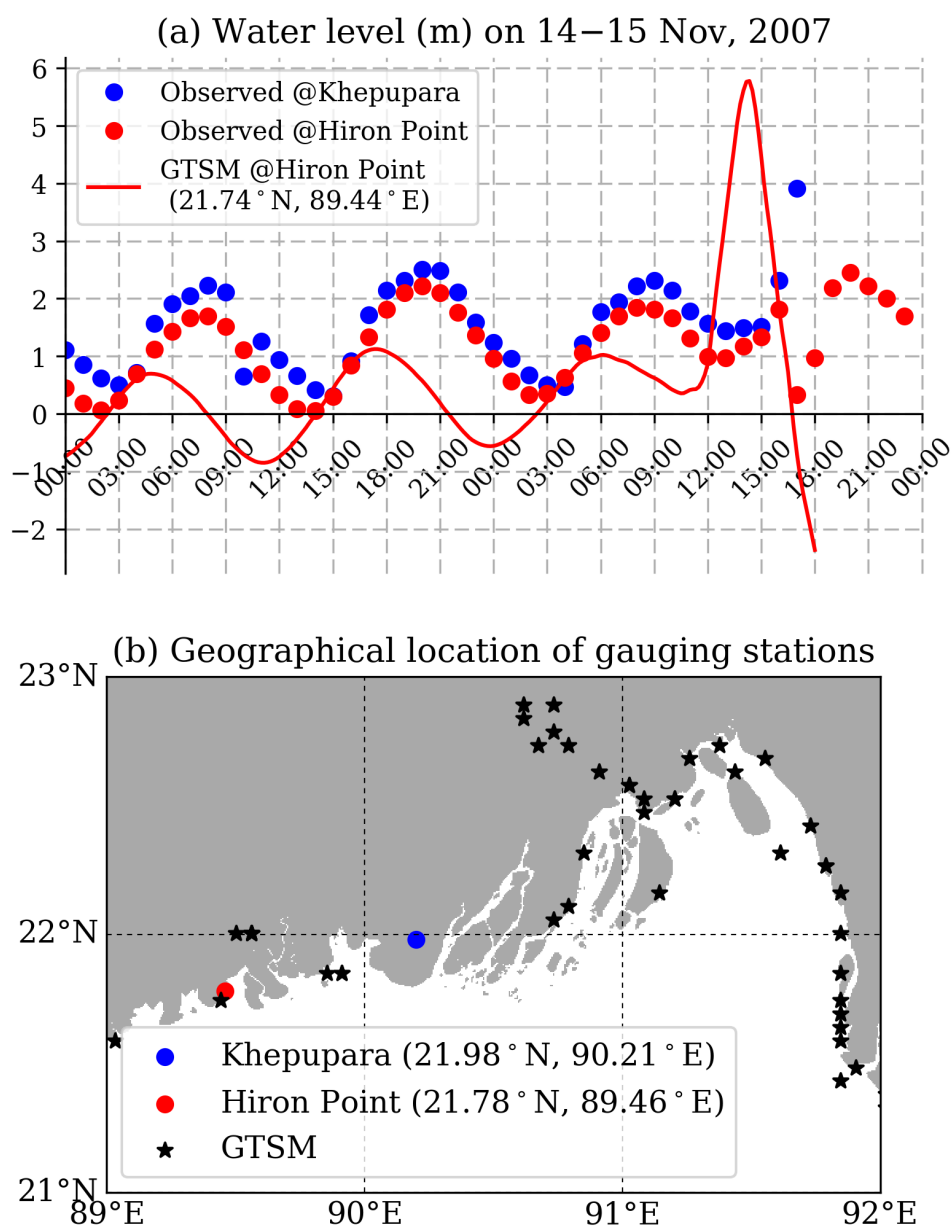 (a) Water level (m) on 14−15 Nov, 2007
6
5
4
3
2
1
0
−1
−2
Observed @Khepupara
Observed @Hiron Point
GTSM @Hiron Point
(21.74°N, 89.44°E)
00:00 03:00 06:00 09:00 12:00 15:00 18:00 21:00 00:00 03:00 06:00 09:00 12:00 15:00 18:00 21:00 00:00
(b) Geographical location of gauging stations
23°N
22°N
21°N
Khepupara (21.98°N, 90.21°E)
Hiron Point (21.78°N, 89.46°E)
GTSM
89°E 90°E 91°E 92°E